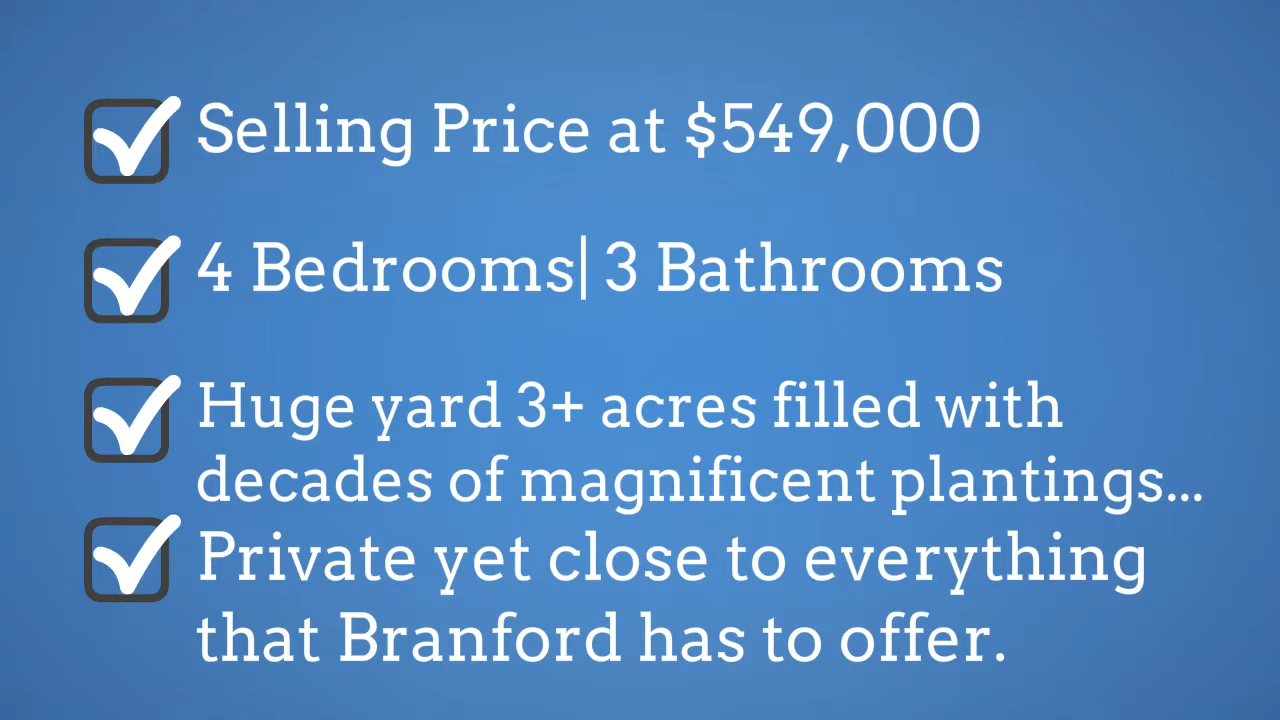 Selling Price at $549,000
4 Bedrooms| 3 Bathrooms
Huge yard 3+ acres filled with
decades of magnificent plantings...
Private yet close to everything
that Branford has to offer.